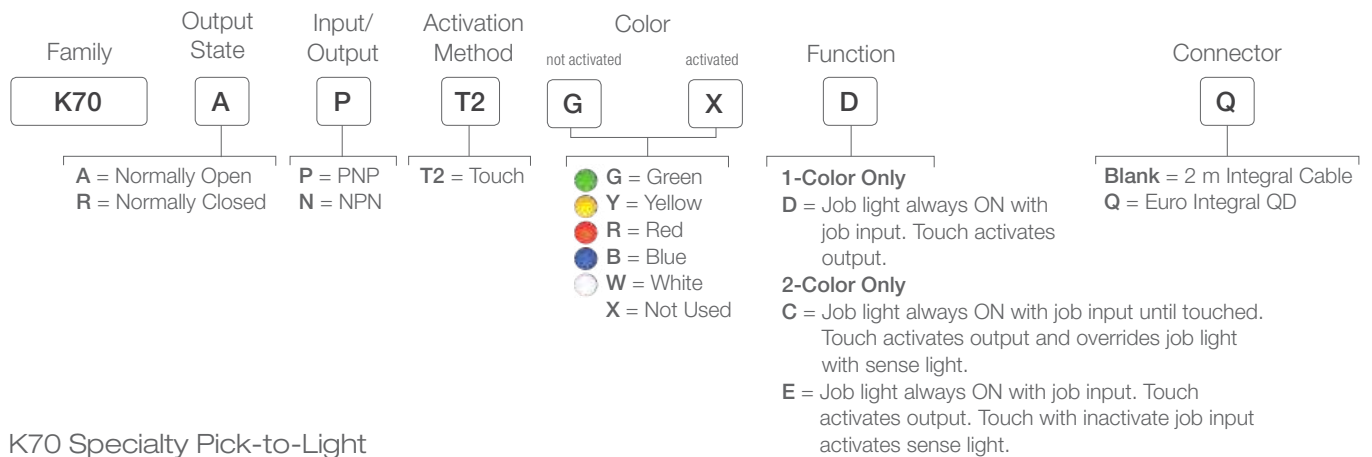 Family
Output
State
Input/
Output
Activation
Method
Color
not activated
activated
Function
Connector
K70
A
P
T2
G
X
D
Q
A = Normally Open
R = Normally Closed
P = PNP
N = NPN
T2 = Touch
G = Green
Y = Yellow
R = Red
B = Blue
W = White
X = Not Used
1-Color Only
D = Job light always ON with
job input. Touch activates
output.
2-Color Only
C = Job light always ON with job input until touched.
Touch activates output and overrides job light
with sense light.
E = Job light always ON with job input. Touch
activates output. Touch with inactivate job input
activates sense light.
Blank = 2 m Integral Cable
Q = Euro Integral QD
K70 Specialty Pick-to-Light